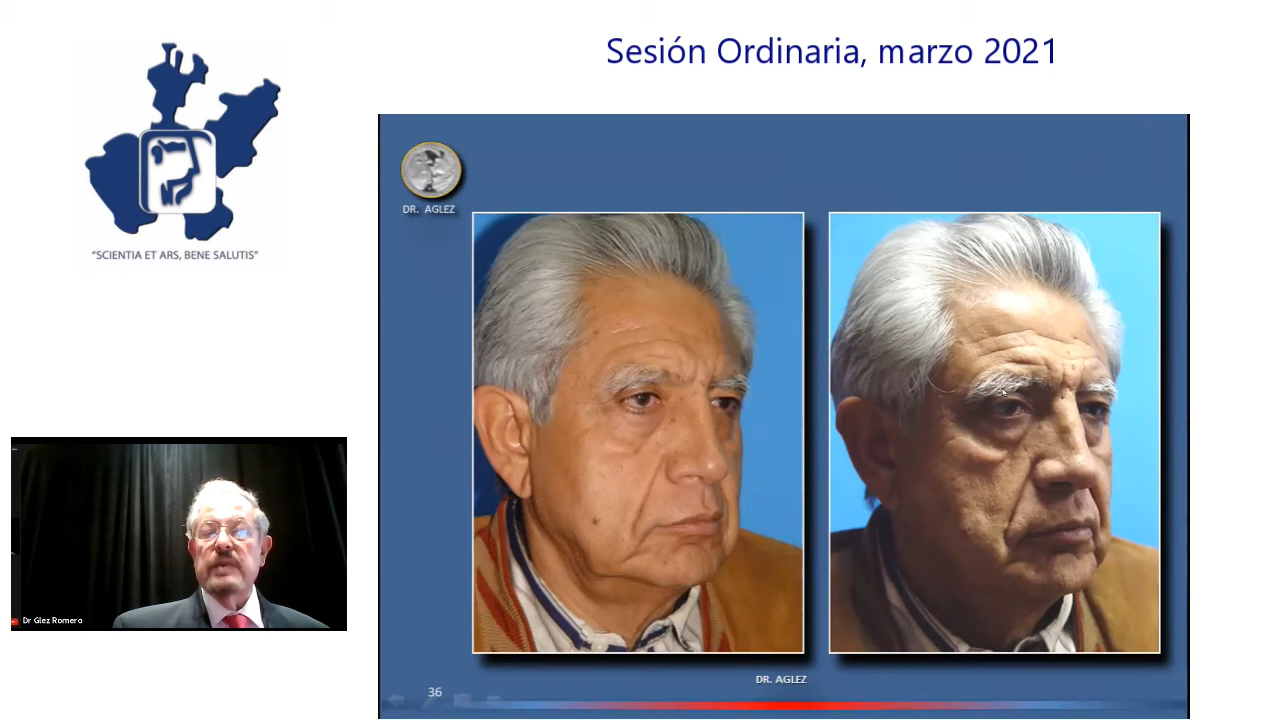 Sesión Ordinaria, marzo 2021
"SCIENTIA ET ARS, BENE SALUTIS"
DR. AGLEZ
Dr Glez Romero
DR. AGLEZ
36